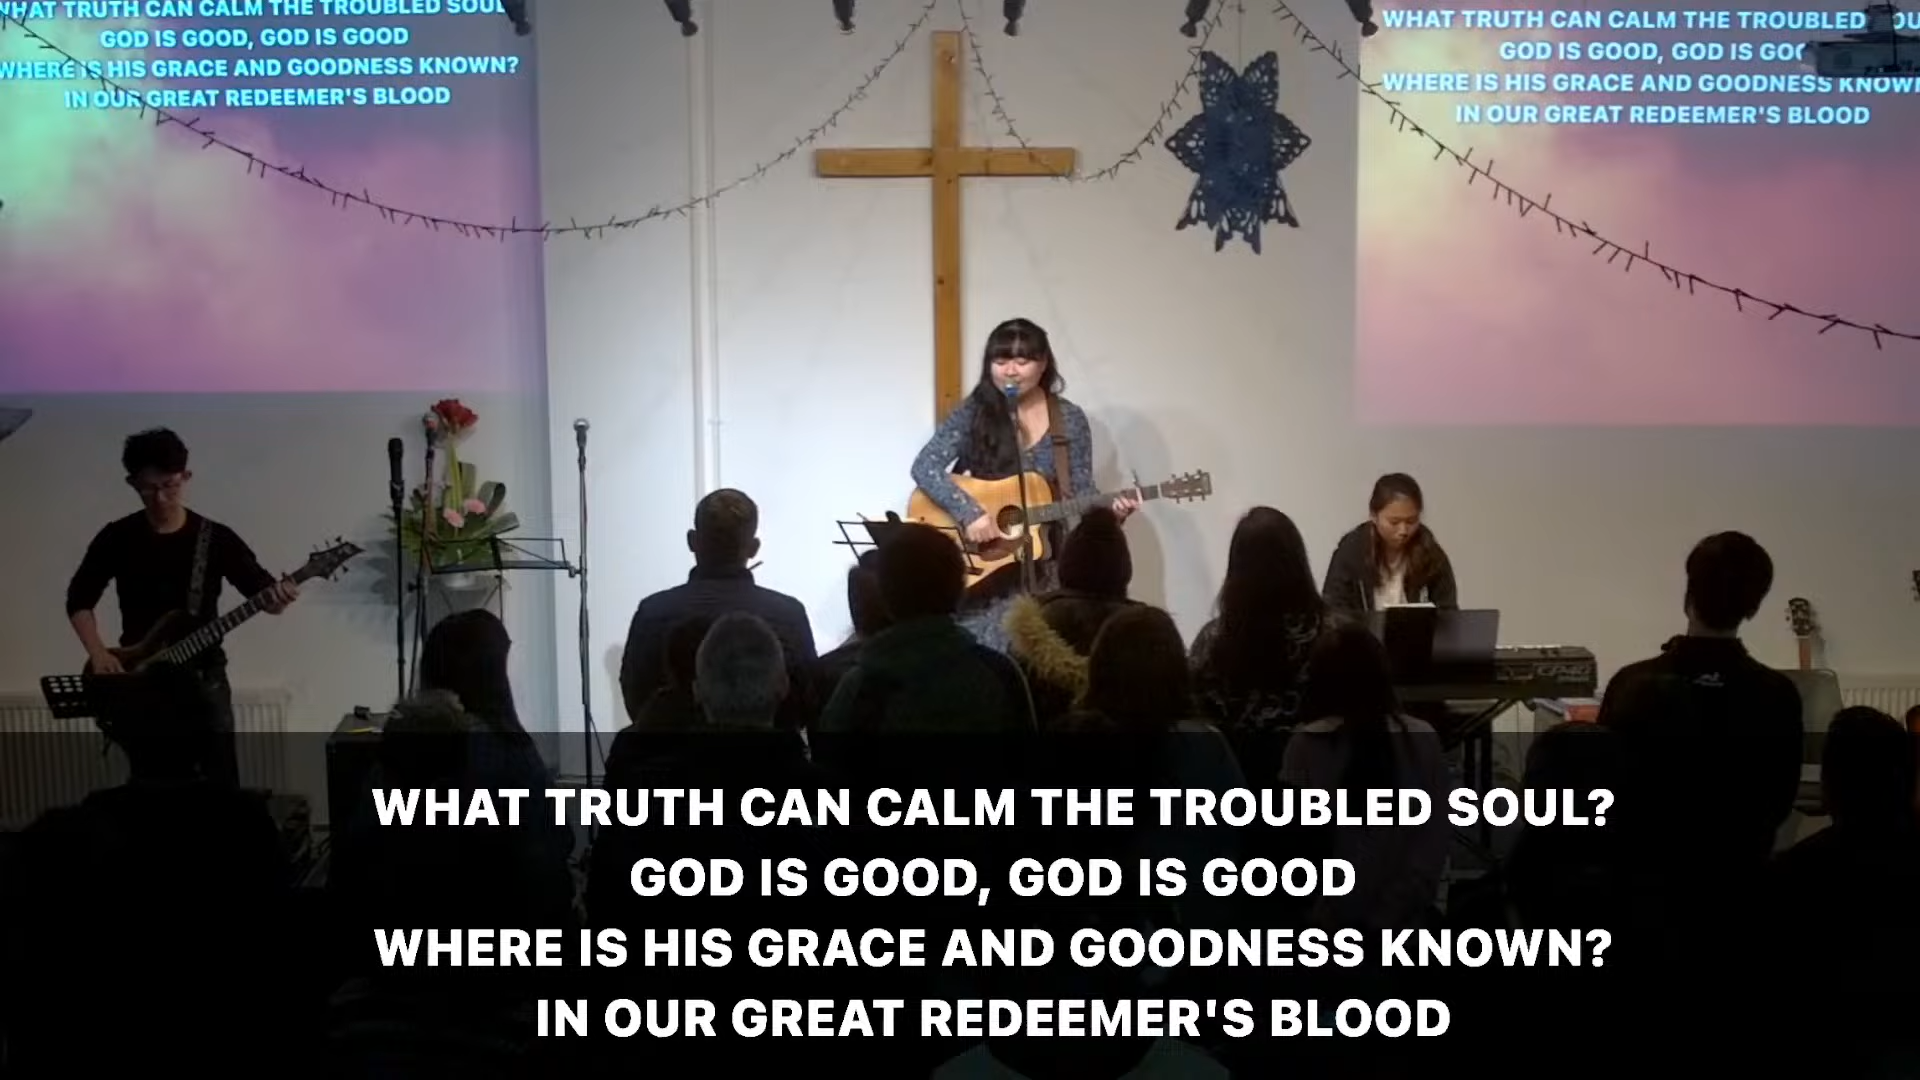 WHAT TRUTH CAN CALM THE TROUBLED SOUL
GOD IS GOOD, GOD IS GOOD
WHERE IS HIS GRACE AND GOODNESS KNOWN?
IN OUR GREAT REDEEMER'S BLOOD
WHAT TRUTH CAN CALM THE TROUBLED
GOD IS GOOD, GOD IS
WHERE IS HIS GRACE AND GOODNESS KNOWN
IN OUR GREAT REDEEMER'S BLOOD
WHAT TRUTH CAN CALM THE TROUBLED SOUL?
GOD IS GOOD, GOD IS GOOD
WHERE IS HIS GRACE AND GOODNESS KNOWN?
IN OUR GREAT REDEEMER'S BLOOD